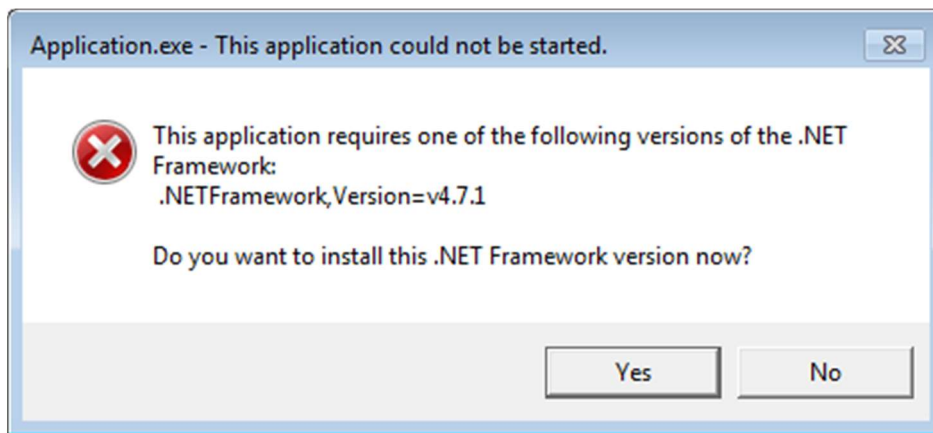 Application.exe - This application could not be started.
This application requires one of the following versions of the .NET
Framework:
.NETFramework,Version=v4.7.1
Do you want to install this .NET Framework version now?
Yes
No